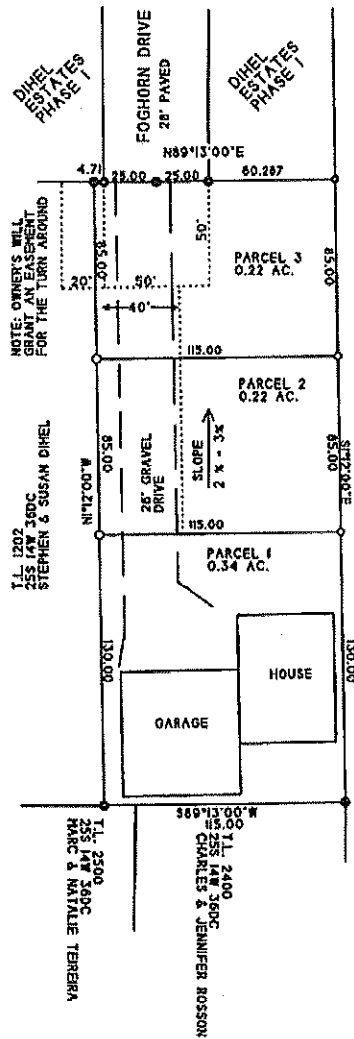 DIHEL
ESTATES
PHASE I
FOGHORN DRIVE
28' PAVED
DIHEL
ESTATES
PHASE I
N89°13'00"E
4.71
25.00
25.00
60.287
NOTE: OWNER'S WILL
GRANT AN EASEMENT
FOR THE TURN AROUND
20'
85.00
50'
50'
40'
PARCEL 3
0.22 AC.
85.00
115.00
T.L. 1202
25S 14W 36DC
STEPHEN & SUSAN DIHEL
N1°12'00"W
85.00
26' GRAVEL
DRIVE
SLOPE
2% - 3%
PARCEL 2
0.22 AC.
85.00
S1°12'00"E
115.00
PARCEL 1
0.34 AC.
130.00
GARAGE
HOUSE
130.00
S89°13'00"W
115.00
T.L. 2500
25S 14W 36DC
MARC & NATALIE TEIREIRA
T.L. 2400
25S 14W 36DC
CHARLES & JENNIFER ROSSON